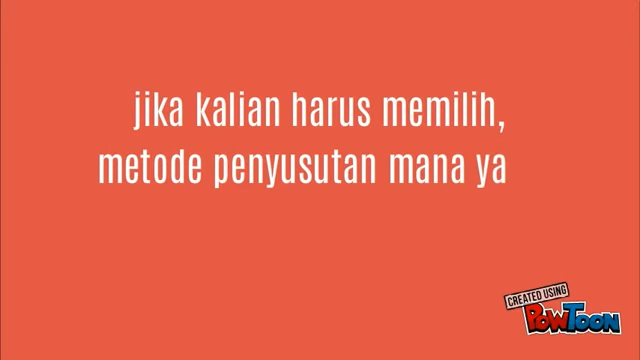 jika kalian harus memilih,
metode penyusutan mana ya
CREATED USING
POWTOON